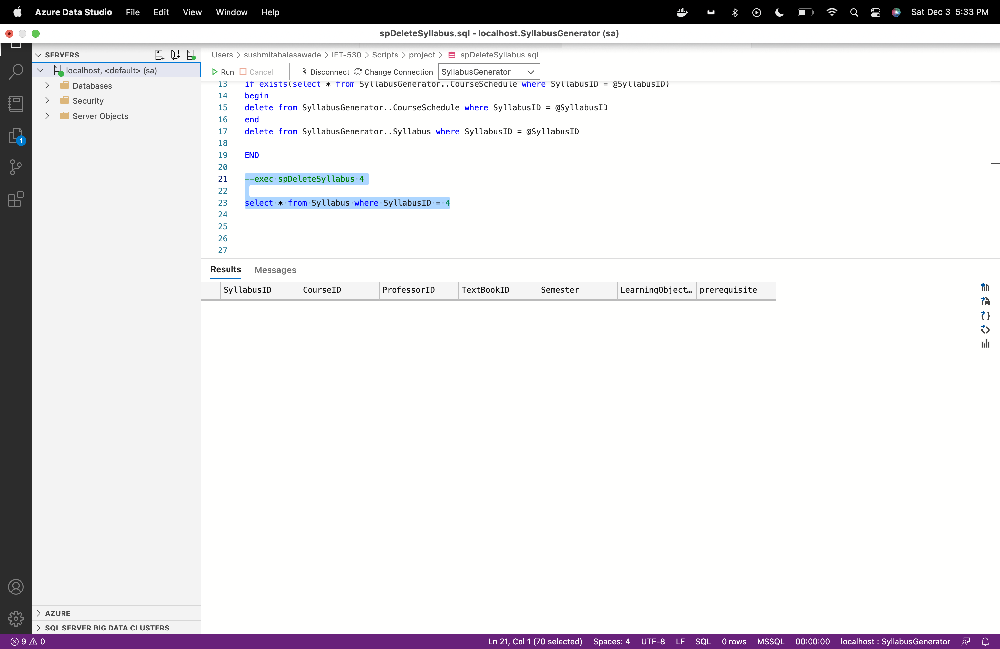 Azure Data Studio File Edit View Window Help Sat Dec 3 5:33 PM
spDeleteSyllabus.sql - localhost.SyllabusGenerator (sa)
SERVERS
localhost, <default> (sa)
Databases
Security
Server Objects
1
AZURE
SQL SERVER BIG DATA CLUSTERS
Users > sushmitahalasawade > IFT-530 > Scripts > project > spDeleteSyllabus.sql
Run Cancel Disconnect Change Connection SyllabusGenerator
13 if exists(select * from SyllabusGenerator..CourseSchedule where SyllabusID = @SyllabusID)
14 begin
15 delete from SyllabusGenerator..CourseSchedule where SyllabusID = @SyllabusID
16 end
17 delete from SyllabusGenerator..Syllabus where SyllabusID = @SyllabusID
18
19 END
20
21 --exec spDeleteSyllabus 4
22
23 select * from Syllabus where SyllabusID = 4
24
25
26
27
Results Messages
SyllabusID CourseID ProfessorID TextBookID Semester LearningObject… prerequisite
9 0 Ln 21, Col 1 (70 selected) Spaces: 4 UTF-8 LF SQL 0 rows MSSQL 00:00:00 localhost : SyllabusGenerator